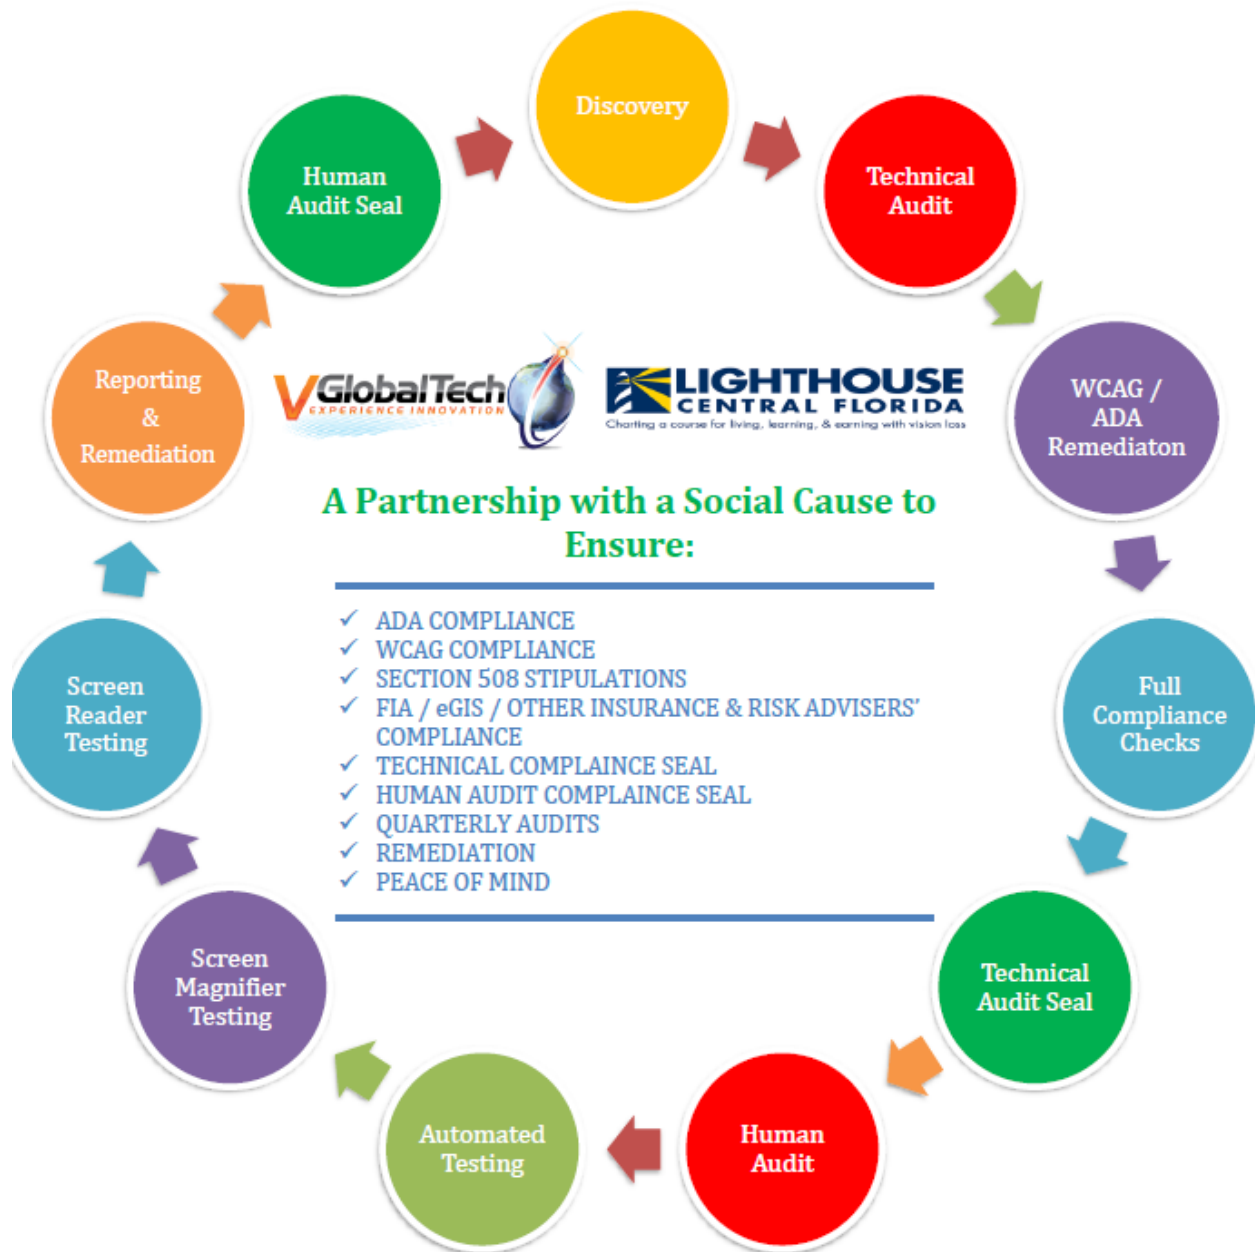 Discovery
Technical
Audit
WCAG /
ADA
Remediaton
Full
Compliance
Checks
Technical
Audit Seal
Human
Audit
Automated
Testing
Screen
Magnifier
Testing
Screen
Reader
Testing
Reporting
&
Remediation
Human
Audit Seal
VGlobalTech
EXPERIENCE INNOVATION
LIGHTHOUSE
CENTRAL FLORIDA
Charting a course for living, learning, & earning with vision loss
A Partnership with a Social Cause to
Ensure:
✓ ADA COMPLIANCE
✓ WCAG COMPLIANCE
✓ SECTION 508 STIPULATIONS
✓ FIA / eGIS / OTHER INSURANCE & RISK ADVISERS’
COMPLIANCE
✓ TECHNICAL COMPLAINCE SEAL
✓ HUMAN AUDIT COMPLAINCE SEAL
✓ QUARTERLY AUDITS
✓ REMEDIATION
✓ PEACE OF MIND